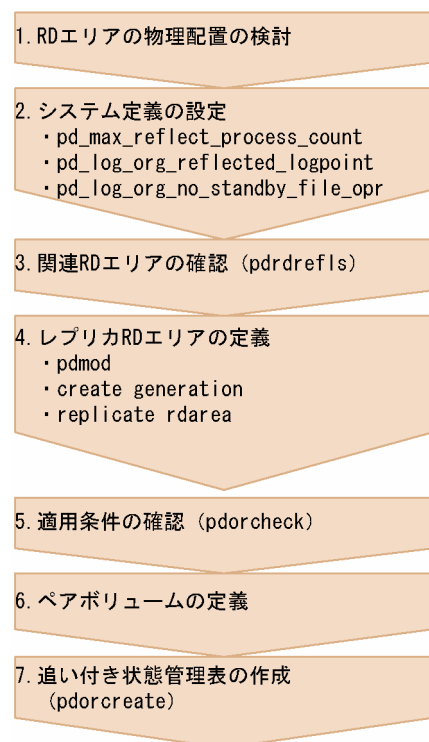 1. RDエリアの物理配置の検討
2. システム定義の設定
・pd_max_reflect_process_count
・pd_log_org_reflected_logpoint
・pd_log_org_no_standby_file_opr
3. 関連RDエリアの確認（pdrdrefls）
4. レプリカRDエリアの定義
・pdmod
・create generation
・replicate rdarea
5. 適用条件の確認（pdorcheck）
6. ペアボリュームの定義
7. 追い付き状態管理表の作成
（pdorcreate）